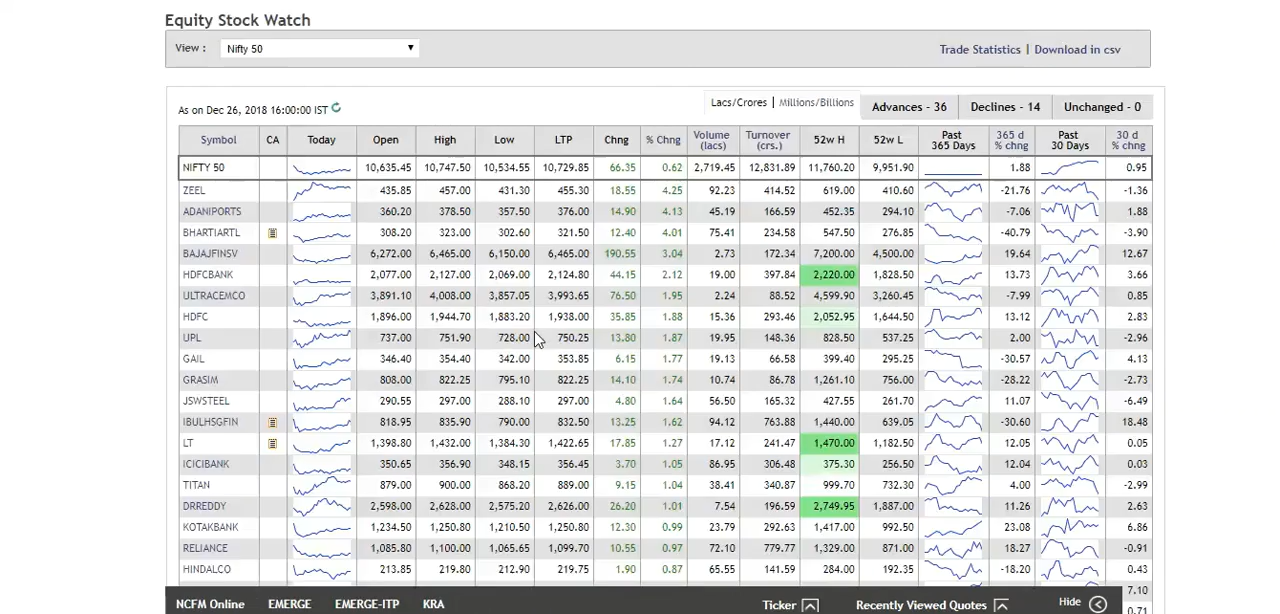 Equity Stock Watch
View : Nifty 50 Trade Statistics | Download in csv
As on Dec 26, 2018 16:00:00 IST Lacs/Crores | Millions/Billions Advances - 36 Declines - 14 Unchanged - 0
Symbol CA Today Open High Low LTP Chng % Chng Volume (lacs) Turnover (crs.) 52w H 52w L Past 365 Days 365 d % chng Past 30 Days 30 d % chng
NIFTY 50 10,635.45 10,747.50 10,534.55 10,729.85 66.35 0.62 2,719.45 12,831.89 11,760.20 9,951.90 1.88 0.95
ZEEL 435.85 457.00 431.30 455.30 18.55 4.25 92.23 414.52 619.00 410.60 -21.76 -1.36
ADANIPORTS 360.20 378.50 357.50 376.00 14.90 4.13 45.19 166.59 452.35 294.10 -7.06 1.88
BHARTIARTL 308.20 323.00 302.60 321.50 12.40 4.01 75.41 234.58 547.50 276.85 -40.79 -3.90
BAJAJFINSV 6,272.00 6,465.00 6,150.00 6,465.00 190.55 3.04 2.73 172.34 7,200.00 4,500.00 19.64 12.67
HDFCBANK 2,077.00 2,127.00 2,069.00 2,124.80 44.15 2.12 19.00 397.84 2,220.00 1,828.50 13.73 3.66
ULTRACEMCO 3,891.10 4,008.00 3,857.05 3,993.65 76.50 1.95 2.24 88.52 4,599.90 3,260.45 -7.99 0.85
HDFC 1,896.00 1,944.70 1,883.20 1,938.00 35.85 1.88 15.36 293.46 2,052.95 1,644.50 13.12 2.83
UPL 737.00 751.90 728.00 750.25 13.80 1.87 19.95 148.36 828.50 537.25 2.00 -2.96
GAIL 346.40 354.40 342.00 353.85 6.15 1.77 19.13 66.58 399.40 295.25 -30.57 4.13
GRASIM 808.00 822.25 795.10 822.25 14.10 1.74 10.74 86.78 1,261.10 756.00 -28.22 -2.73
JSWSTEEL 290.55 297.00 288.10 297.00 4.80 1.64 56.50 165.32 427.55 261.70 11.07 -6.49
IBULHSGFIN 818.95 835.90 790.00 832.50 13.25 1.62 94.12 763.88 1,440.00 639.05 -30.60 18.48
LT 1,398.80 1,432.00 1,384.30 1,422.65 17.85 1.27 17.12 241.47 1,470.00 1,182.50 12.05 0.05
ICICIBANK 350.65 356.90 348.15 356.45 3.70 1.05 86.95 306.48 375.30 256.50 12.04 0.03
TITAN 879.00 900.00 868.20 889.00 9.15 1.04 38.41 340.87 999.70 732.30 4.00 -2.99
DRREDDY 2,598.00 2,628.00 2,575.20 2,626.00 26.20 1.01 7.54 196.59 2,749.95 1,887.00 11.26 2.63
KOTAKBANK 1,234.50 1,250.80 1,210.50 1,250.80 12.30 0.99 23.79 292.63 1,417.00 992.50 23.08 6.86
RELIANCE 1,085.80 1,100.00 1,065.65 1,099.70 10.55 0.97 72.10 779.77 1,329.00 871.00 18.27 -0.91
HINDALCO 213.85 219.80 212.90 219.75 1.90 0.87 65.55 141.59 284.00 192.35 -18.20 0.43
7.10
NCFM Online EMERGE EMERGE-ITP KRA Ticker Recently Viewed Quotes Hide
0.71